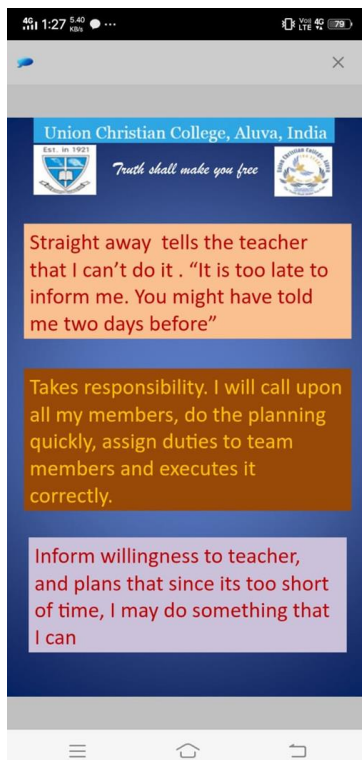 4G 1:27 5.40 KB/s ...
Voll LTE 4G 79
Union Christian College, Aluva, India
Est. in 1921
Truth shall make you free
Straight away tells the teacher
that I can't do it . "It is too late to
inform me. You might have told
me two days before"
Takes responsibility. I will call upon
all my members, do the planning
quickly, assign duties to team
members and executes it
correctly.
Inform willingness to teacher,
and plans that since its too short
of time, I may do something that
I can